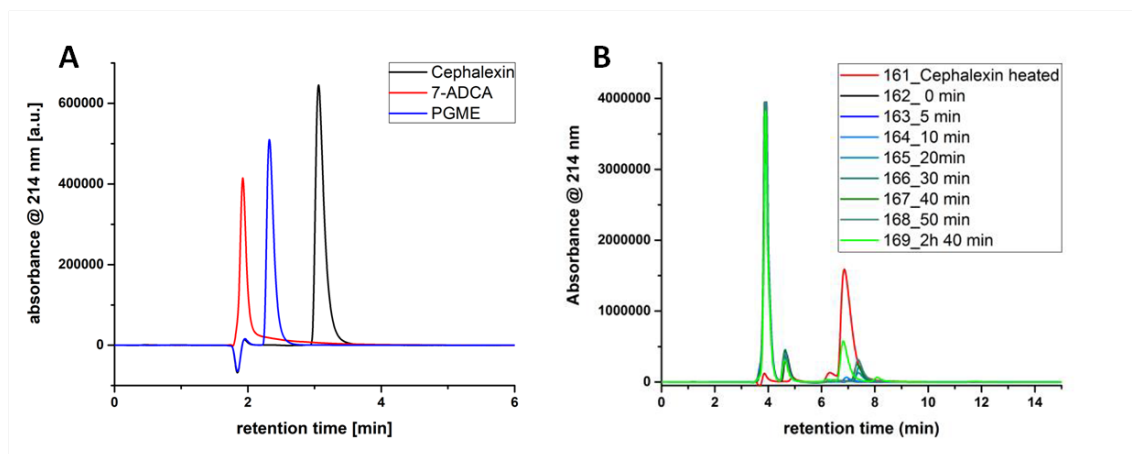 A
Cephalexin
7-ADCA
PGME
600000
400000
200000
0
absorbance @ 214 nm [a.u.]
0 2 4 6
retention time [min]
B
161_Cephalexin heated
162_ 0 min
163_5 min
164_10 min
165_20min
166_30 min
167_40 min
168_50 min
169_2h 40 min
4000000
3000000
2000000
1000000
0
Absorbance @ 214 nm
0 2 4 6 8 10 12 14
retention time (min)